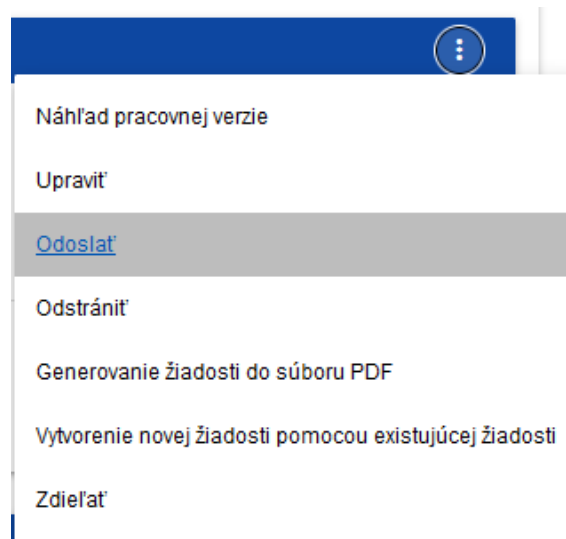 Náhľad pracovnej verzie
Upraviť
Odoslať
Odstrániť
Generovanie žiadosti do súboru PDF
Vytvorenie novej žiadosti pomocou existujúcej žiadosti
Zdieľať